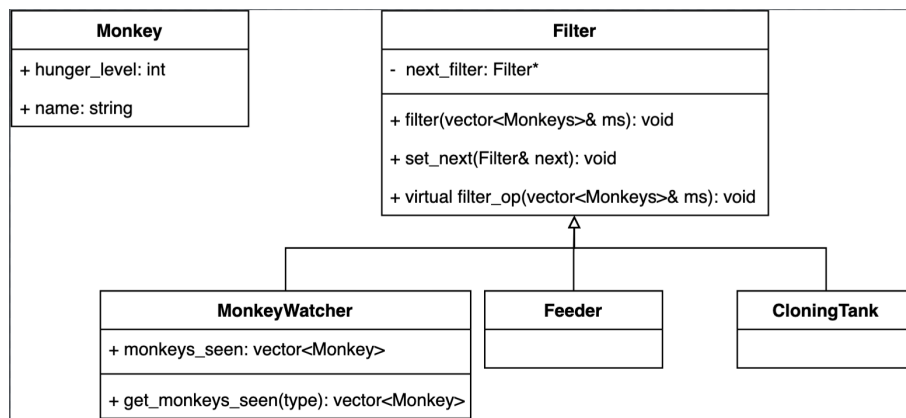 Monkey
+ hunger_level: int
+ name: string
Filter
- next_filter: Filter*
+ filter(vector<Monkeys>& ms): void
+ set_next(Filter& next): void
+ virtual filter_op(vector<Monkeys>& ms): void
MonkeyWatcher
+ monkeys_seen: vector<Monkey>
+ get_monkeys_seen(type): vector<Monkey>
Feeder
CloningTank